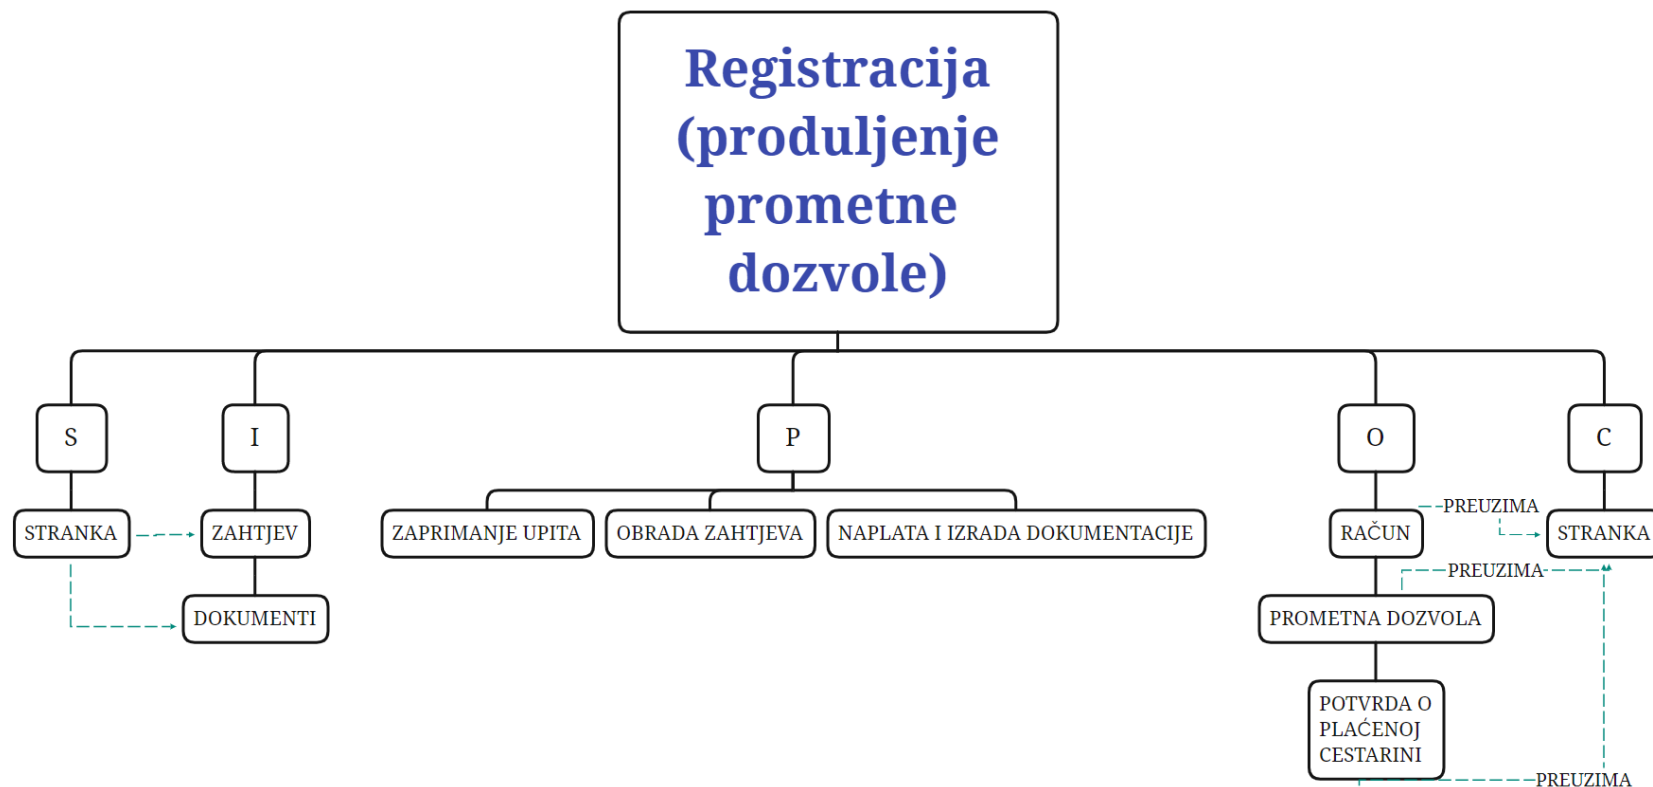 Registracija
(produljenje
prometne
dozvole)
S
I
P
O
C
STRANKA
ZAHTJEV
DOKUMENTI
ZAPRIMANJE UPITA
OBRADA ZAHTJEVA
NAPLATA I IZRADA DOKUMENTACIJE
RAČUN
PREUZIMA
STRANKA
PREUZIMA
PROMETNA DOZVOLA
POTVRDA O
PLAĆENOJ
CESTARINI
PREUZIMA